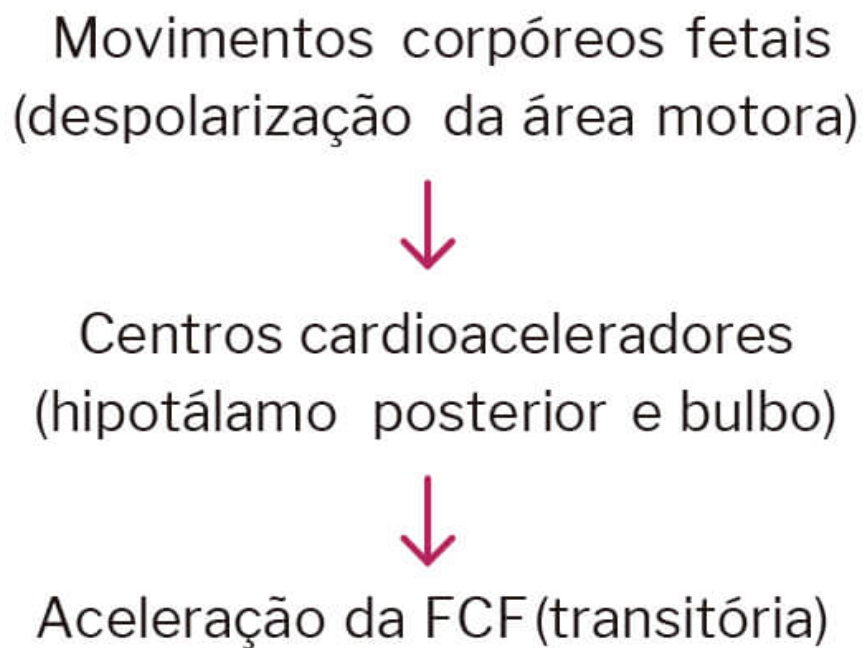 Movimentos corpóreos fetais
(despolarização da área motora)
Centros cardioaceleradores
(hipotálamo posterior e bulbo)
Aceleração da FCF (transitória)